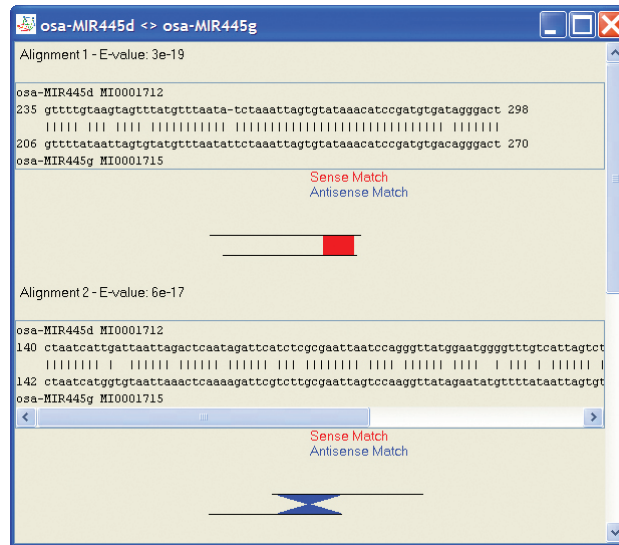 osa-MIR445d <> osa-MIR445g
Alignment 1 - E-value: 3e-19
osa-MIR445d MI0001712
235 gttttgtaagtagtttatgtttaata-tctaaattagtgtataaacatccgatgtgatagggact 298
206 gttttataattagtgtatgtttaatattctaaattagtgtataaacatccgatgtgacagggact 270
osa-MIR445g MI0001715
Sense Match
Antisense Match
Alignment 2 - E-value: 6e-17
osa-MIR445d MI0001712
140 ctaatcattgattaattagactcaatagattcatctcgcgaattaatccagggttatggaatggggtttgtcattagtct
142 ctaatcatggtgtaattaaactcaaaagattcgtcttgcgaattagtccaaggttatagaatatgttttataattagtgt
osa-MIR445g MI0001715
Sense Match
Antisense Match